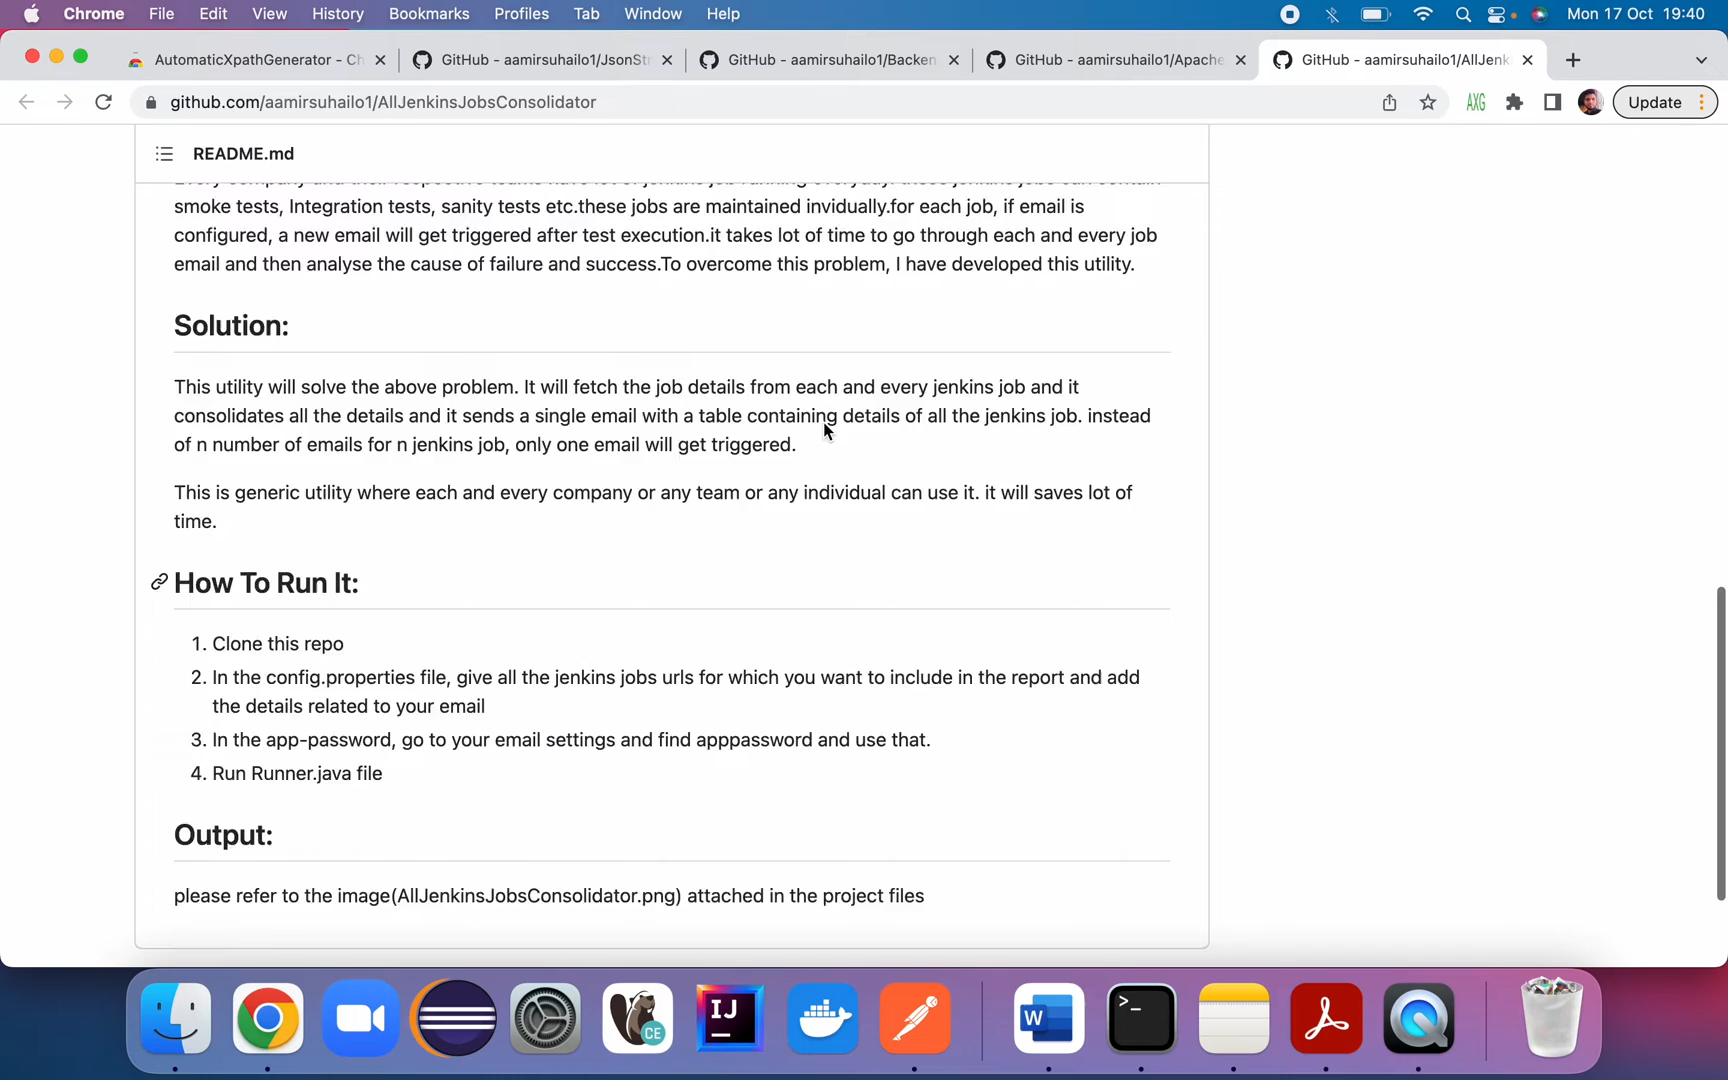 Chrome File Edit View History Bookmarks Profiles Tab Window Help Mon 17 Oct 19:40
AutomaticXpathGenerator - Ch GitHub - aamirsuhailo1/JsonStr GitHub - aamirsuhailo1/Backen GitHub - aamirsuhailo1/Apache GitHub - aamirsuhailo1/AllJenk
github.com/aamirsuhailo1/AllJenkinsJobsConsolidator AXG Update
README.md
smoke tests, Integration tests, sanity tests etc.these jobs are maintained invidually.for each job, if email is
configured, a new email will get triggered after test execution.it takes lot of time to go through each and every job
email and then analyse the cause of failure and success.To overcome this problem, I have developed this utility.
Solution:
This utility will solve the above problem. It will fetch the job details from each and every jenkins job and it
consolidates all the details and it sends a single email with a table containing details of all the jenkins job. instead
of n number of emails for n jenkins job, only one email will get triggered.
This is generic utility where each and every company or any team or any individual can use it. it will saves lot of
time.
How To Run It:
1. Clone this repo
2. In the config.properties file, give all the jenkins jobs urls for which you want to include in the report and add
the details related to your email
3. In the app-password, go to your email settings and find apppassword and use that.
4. Run Runner.java file
Output:
please refer to the image(AllJenkinsJobsConsolidator.png) attached in the project files
CE IJ W >_